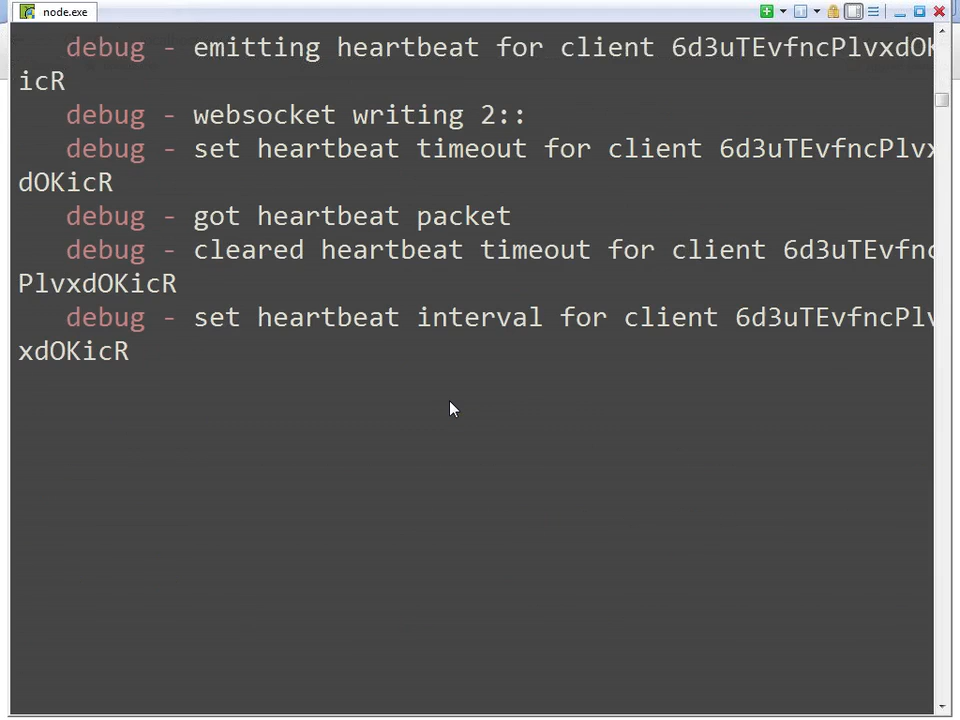 node.exe
debug - emitting heartbeat for client 6d3uTEvfncPlvxdOK
icR
debug - websocket writing 2::
debug - set heartbeat timeout for client 6d3uTEvfncPlvx
dOKicR
debug - got heartbeat packet
debug - cleared heartbeat timeout for client 6d3uTEvfnc
PlvxdOKicR
debug - set heartbeat interval for client 6d3uTEvfncPlv
xdOKicR